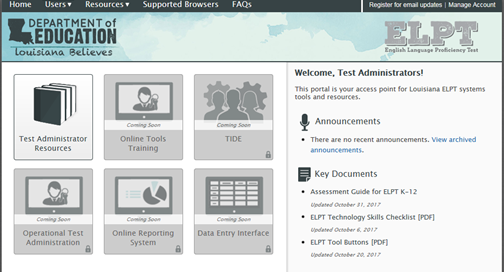 Home Users ▾ Resources ▾ Supported Browsers FAQs
Register for email updates | Manage Account
DEPARTMENT of
EDUCATION
Louisiana Believes
ELPT
English Language Proficiency Test
Test Administrator
Resources
Coming Soon
Online Tools
Training
Coming Soon
TIDE
Coming Soon
Operational Test
Administration
Coming Soon
Online Reporting
System
Coming Soon
Data Entry Interface
Welcome, Test Administrators!
This portal is your access point for Louisiana ELPT systems
tools and resources.
Announcements
• There are no recent announcements. View archived
announcements.
Key Documents
• Assessment Guide for ELPT K-12
Updated October 31, 2017
• ELPT Technology Skills Checklist [PDF]
Updated October 6, 2017
• ELPT Tool Buttons [PDF]
Updated October 20, 2017